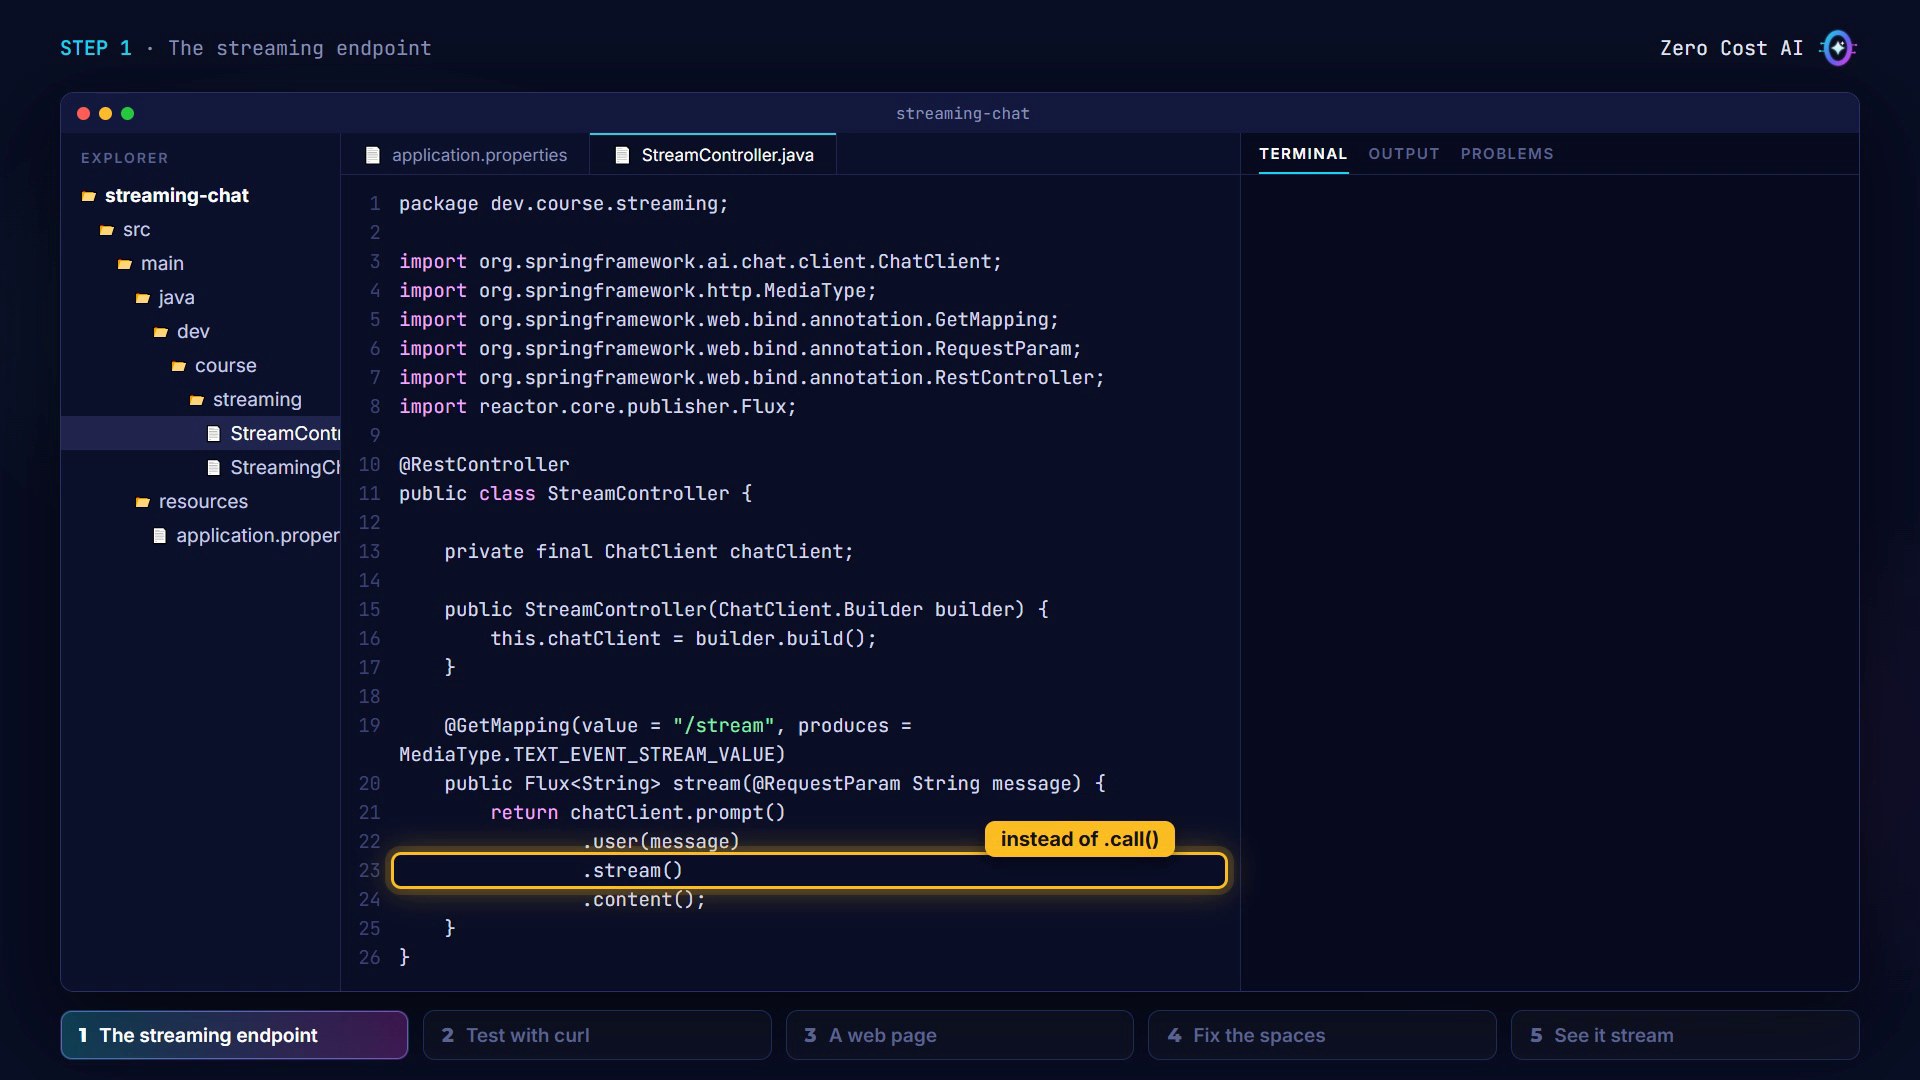 STEP 1 · The streaming endpoint
Zero Cost AI
streaming-chat
EXPLORER
streaming-chat
src
main
java
dev
course
streaming
StreamContr
StreamingCh
resources
application.proper
application.properties
StreamController.java
1 package dev.course.streaming;
2
3 import org.springframework.ai.chat.client.ChatClient;
4 import org.springframework.http.MediaType;
5 import org.springframework.web.bind.annotation.GetMapping;
6 import org.springframework.web.bind.annotation.RequestParam;
7 import org.springframework.web.bind.annotation.RestController;
8 import reactor.core.publisher.Flux;
9
10 @RestController
11 public class StreamController {
12
13     private final ChatClient chatClient;
14
15     public StreamController(ChatClient.Builder builder) {
16         this.chatClient = builder.build();
17     }
18
19     @GetMapping(value = "/stream", produces =
MediaType.TEXT_EVENT_STREAM_VALUE)
20     public Flux<String> stream(@RequestParam String message) {
21         return chatClient.prompt()
22                 .user(message)
instead of .call()
23                 .stream()
24                 .content();
25     }
26 }
TERMINAL OUTPUT PROBLEMS
1 The streaming endpoint
2 Test with curl
3 A web page
4 Fix the spaces
5 See it stream